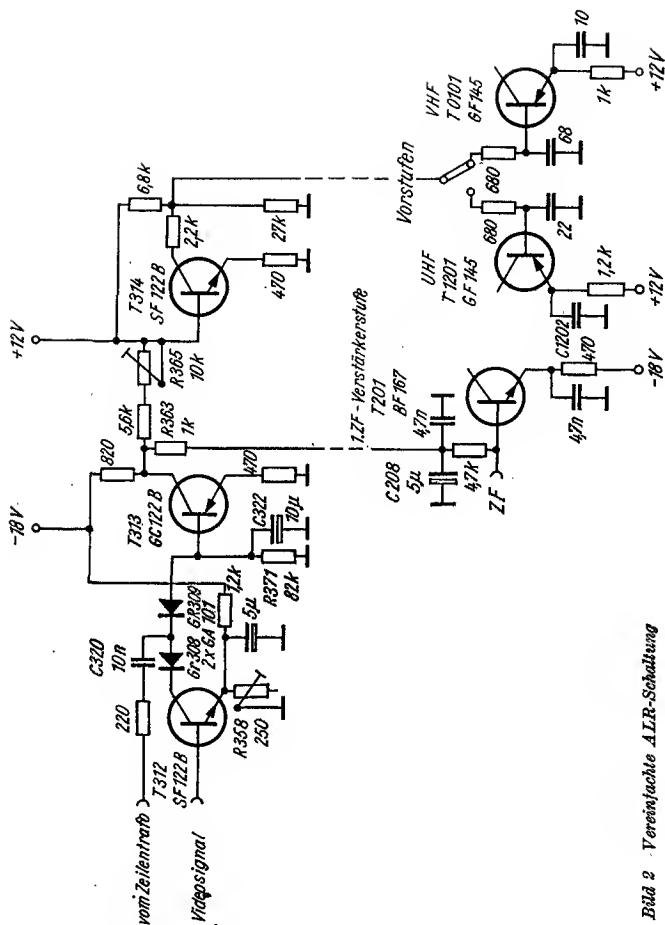 vom Zeilentrafo
Videosignal
220
C320
10n
T312
SF122B
Gr308
GR309
2x GA 101
R358
250
5µ
1,2k
-18V
820
T313
GC122B
R371
82k
C322
10µ
470
5,6k
R363
1k
R365
10k
+12V
T314
SF122B
2,2k
6,8k
27k
470
1.ZF-Verstärkerstufe
T201
BF167
C208
5µ
4,7n
4,7k
ZF
4,7n
470
-18V
Vorstufen
UHF
T1201
GF145
680
22
C1202
1,2k
+12V
VHF
T0101
GF145
680
68
10
1k
+12V
Bild 2 Vereinfachte ALR-Schaltung